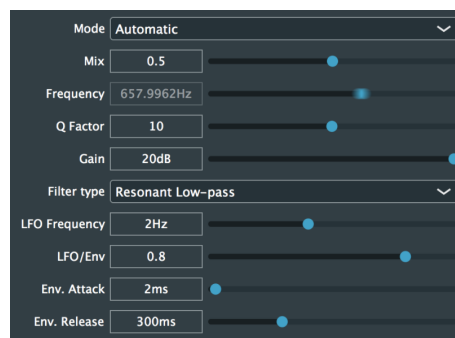 Mode Automatic
Mix 0.5
Frequency 657.9962Hz
Q Factor 10
Gain 20dB
Filter type Resonant Low-pass
LFO Frequency 2Hz
LFO/Env 0.8
Env. Attack 2ms
Env. Release 300ms